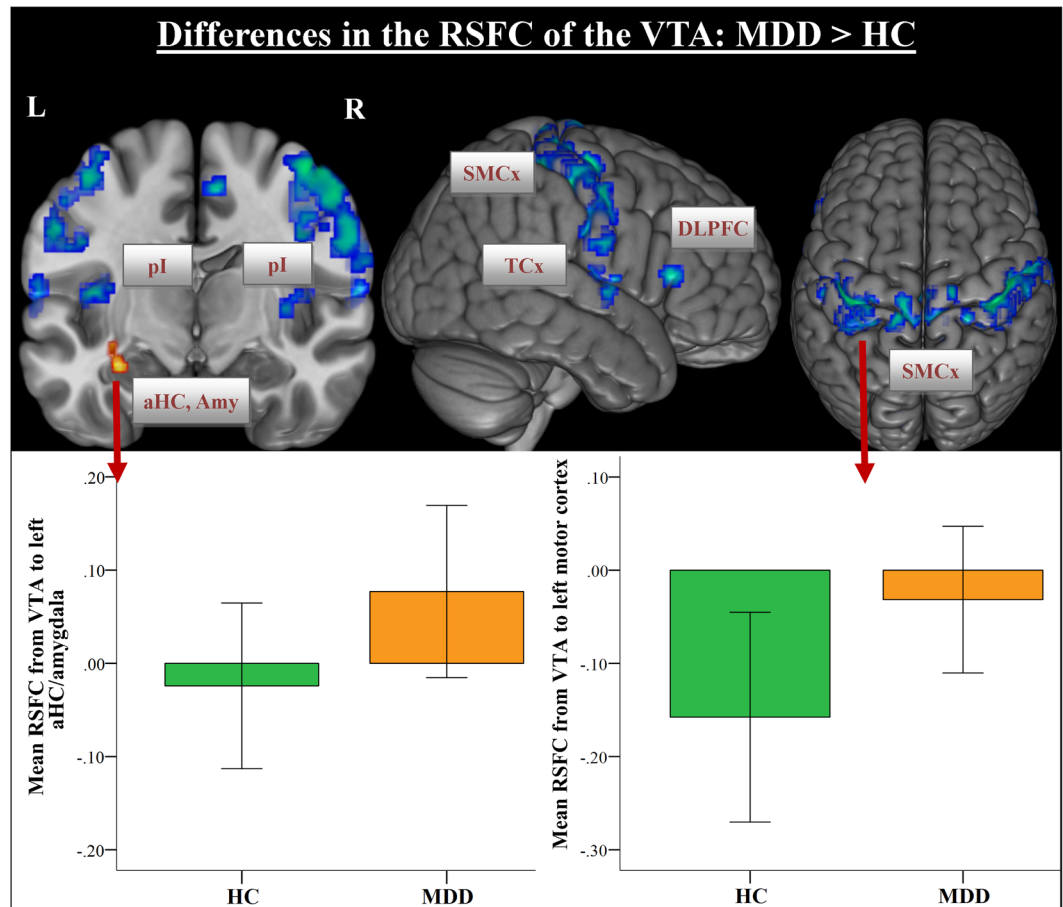 Differences in the RSFC of the VTA: MDD > HC
L
R
SMCx
DLPFC
pI
pI
TCx
aHC, Amy
SMCx
Mean RSFC from VTA to left
aHC/amygdala
.20
.10
.00
-.10
-.20
HC
MDD
Mean RSFC from VTA to left motor cortex
.10
.00
-.10
-.20
-.30
HC
MDD